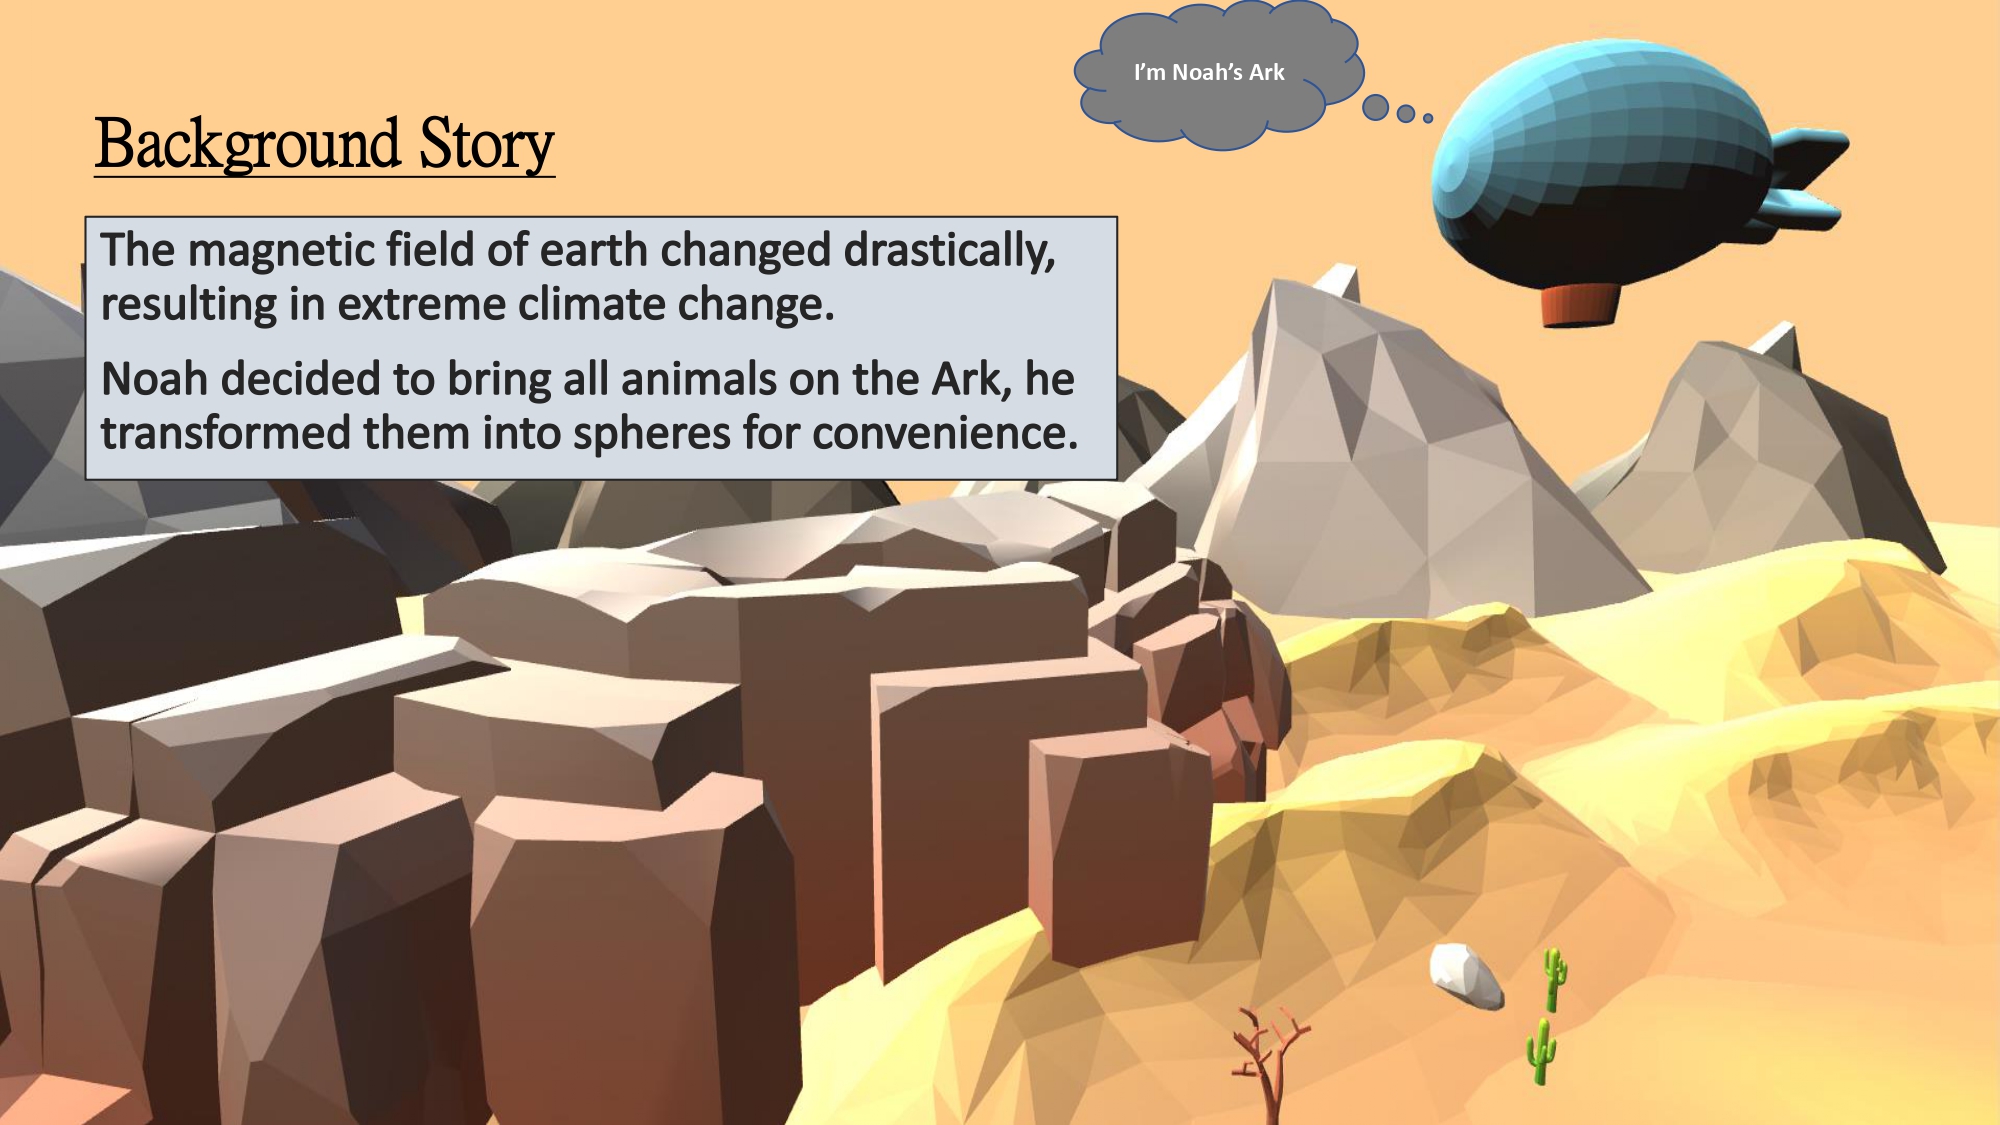 I'm Noah's Ark
Background Story
The magnetic field of earth changed drastically,
resulting in extreme climate change.
Noah decided to bring all animals on the Ark, he
transformed them into spheres for convenience.